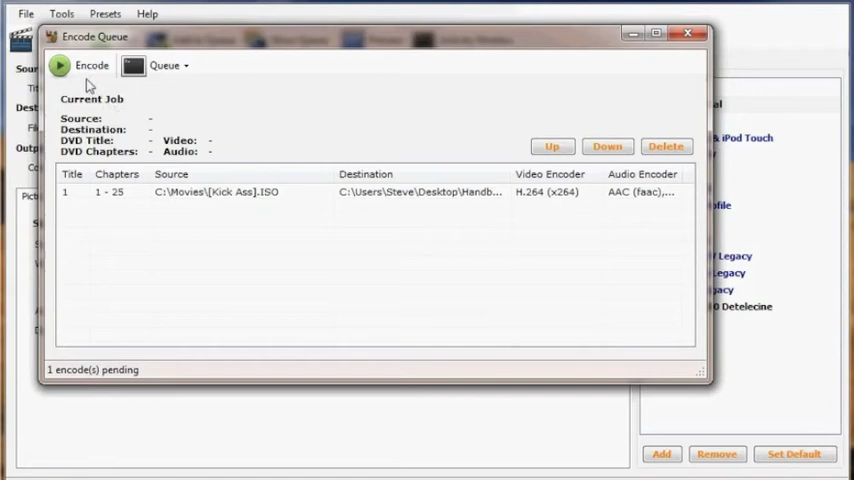 File Tools Presets Help
Encode Queue
Encode Queue
Current Job
Source: -
Destination: -
DVD Title: - Video: -
DVD Chapters: - Audio: -
Up Down Delete
Title Chapters Source Destination Video Encoder Audio Encoder
1 1 - 25 C:\Movies\[Kick Ass].ISO C:\Users\Steve\Desktop\Handb... H.264 (x264) AAC (faac),...
1 encode(s) pending
& iPod Touch
Legacy
Legacy
Detelecine
Add Remove Set Default